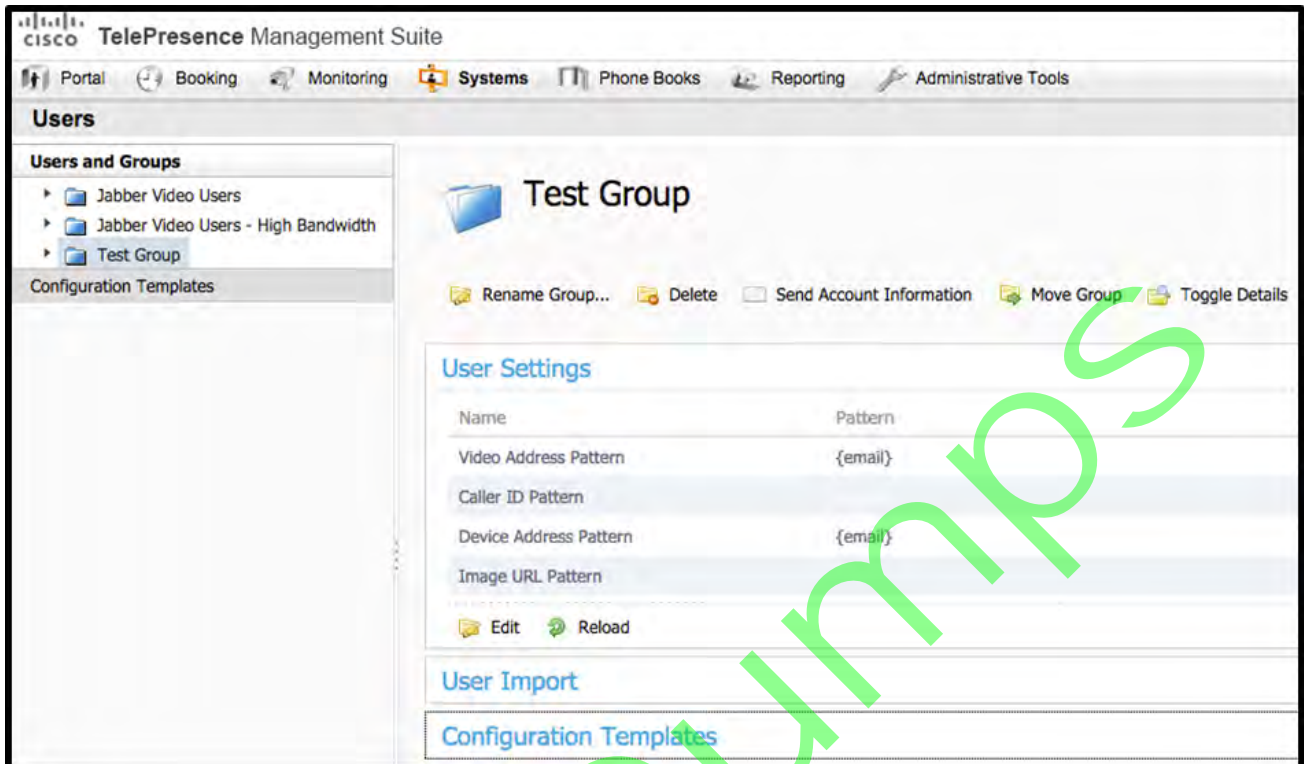 CISCO TelePresence Management Suite
Portal Booking Monitoring Systems Phone Books Reporting Administrative Tools
Users
Users and Groups
Jabber Video Users
Jabber Video Users - High Bandwidth
Test Group
Configuration Templates
Test Group
Rename Group... Delete Send Account Information Move Group Toggle Details
User Settings
Name Pattern
Video Address Pattern {email}
Caller ID Pattern
Device Address Pattern {email}
Image URL Pattern
Edit Reload
User Import
Configuration Templates
umps